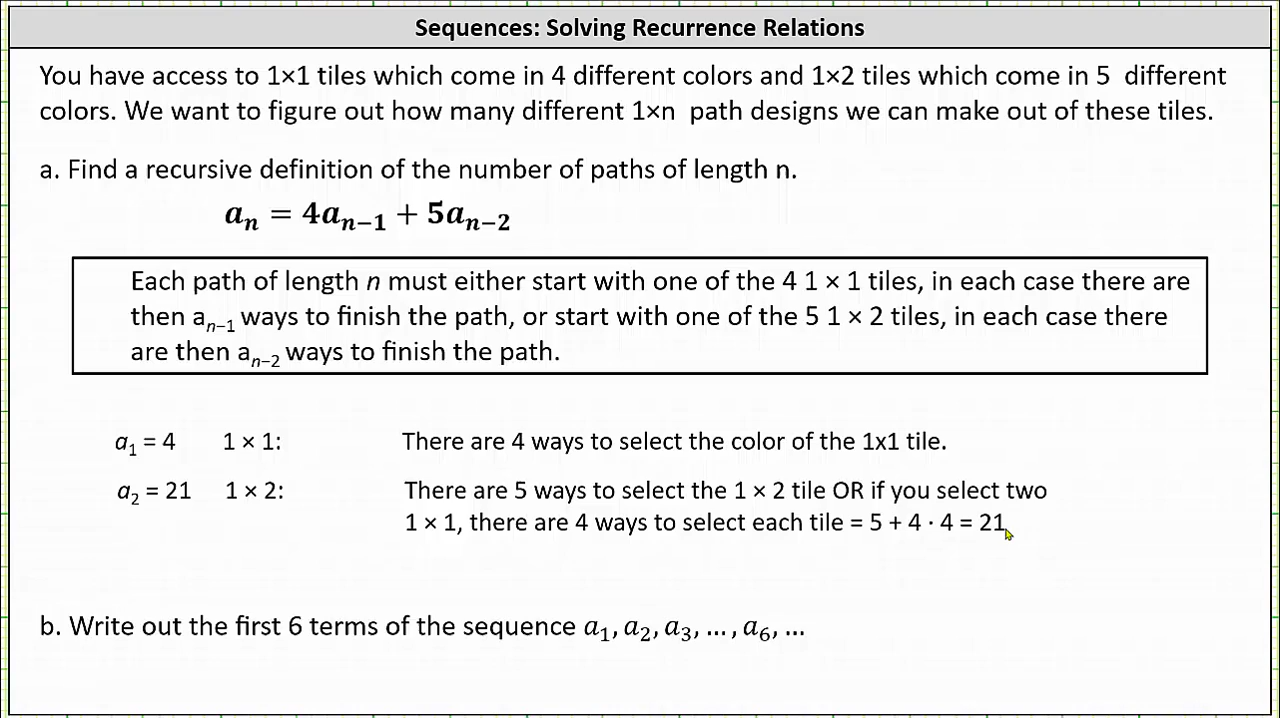 Sequences: Solving Recurrence Relations
You have access to 1×1 tiles which come in 4 different colors and 1×2 tiles which come in 5 different
colors. We want to figure out how many different 1×n path designs we can make out of these tiles.
a. Find a recursive definition of the number of paths of length n.
aₙ = 4aₙ₋₁ + 5aₙ₋₂
Each path of length n must either start with one of the 4 1 × 1 tiles, in each case there are
then aₙ₋₁ ways to finish the path, or start with one of the 5 1 × 2 tiles, in each case there
are then aₙ₋₂ ways to finish the path.
a₁ = 4 1 × 1: There are 4 ways to select the color of the 1x1 tile.
a₂ = 21 1 × 2: There are 5 ways to select the 1 × 2 tile OR if you select two
1 × 1, there are 4 ways to select each tile = 5 + 4 · 4 = 21
b. Write out the first 6 terms of the sequence a₁, a₂, a₃, … , a₆, …